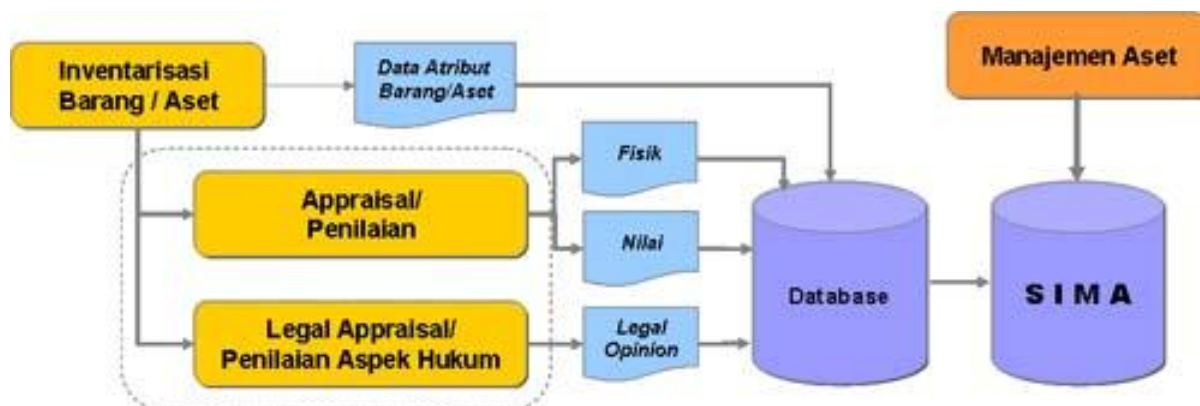 Inventarisasi
Barang / Aset
Data Atribut
Barang/Aset
Manajemen Aset
Appraisal/
Penilaian
Fisik
Nilai
Database
S I M A
Legal Appraisal/
Penilaian Aspek Hukum
Legal
Opinion